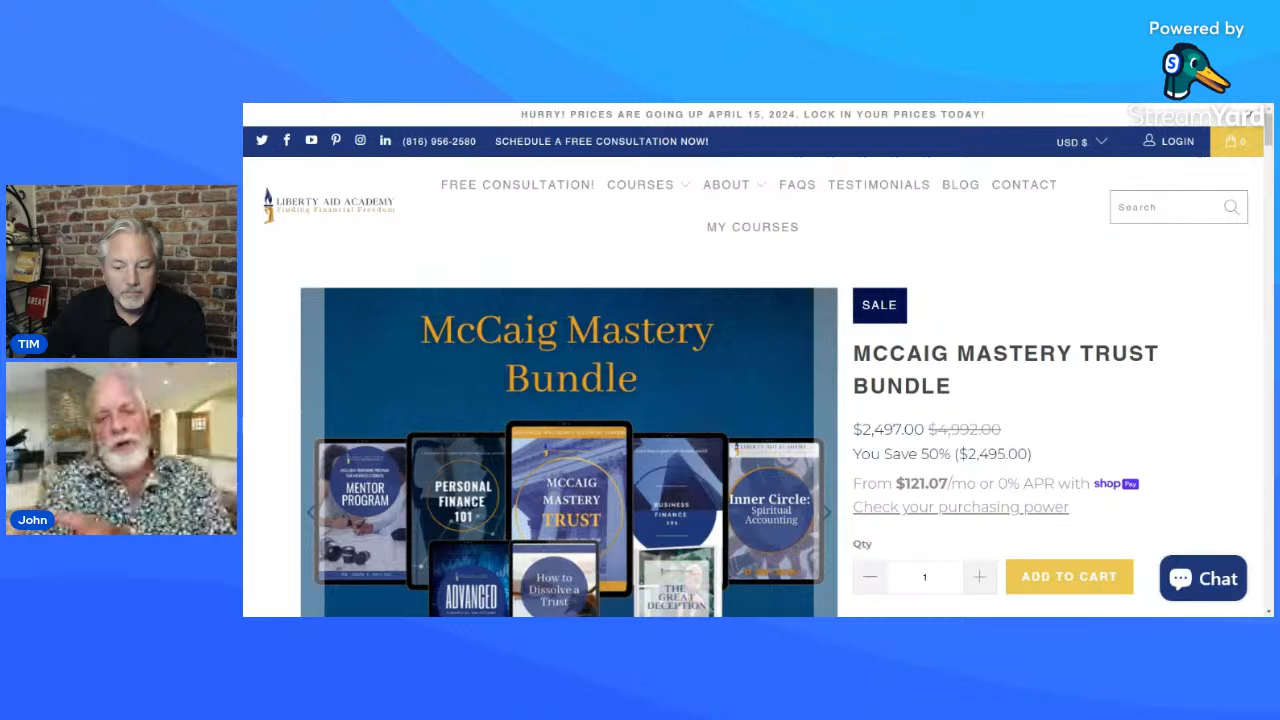 Powered by
StreamYard
HURRY! PRICES ARE GOING UP APRIL 15, 2024. LOCK IN YOUR PRICES TODAY!
(816) 956-2580 SCHEDULE A FREE CONSULTATION NOW!
USD $
LOGIN
0
FREE CONSULTATION! COURSES ABOUT FAQS TESTIMONIALS BLOG CONTACT
MY COURSES
LIBERTY AID ACADEMY
Finding Financial Freedom
Search
GREAT
TIM
John
McCaig Mastery
Bundle
MENTOR
PROGRAM
PERSONAL
FINANCE
101
MCCAIG
MASTERY
TRUST
BUSINESS
FINANCE
101
Inner Circle:
Spiritual
Accounting
ADVANCED
How to
Dissolve a
Trust
THE
GREAT
DECEPTION
SALE
MCCAIG MASTERY TRUST
BUNDLE
$2,497.00 $4,992.00
You Save 50% ($2,495.00)
From $121.07/mo or 0% APR with shop Pay
Check your purchasing power
Qty
1
ADD TO CART
Chat